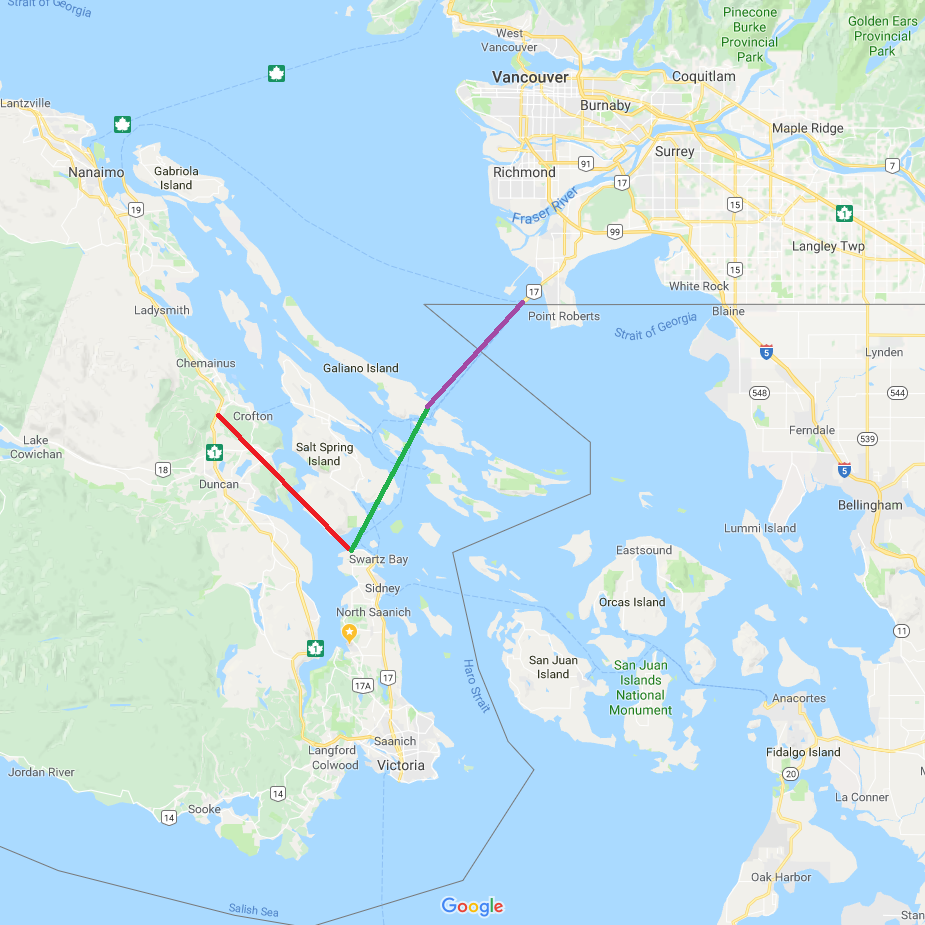 Strait of Georgia
Pinecone
Burke
Provincial
Park
Golden Ears
Provincial
Park
West
Vancouver
Vancouver
Coquitlam
Lantzville
Burnaby
Maple Ridge
Nanaimo
Gabriola
Island
Surrey
Richmond
91
7
17
Fraser River
15
1
19
99
Langley Twp
15
White Rock
17
Ladysmith
Point Roberts
Blaine
Strait of Georgia
5
Lynden
Chemainus
Galiano Island
548
544
Crofton
Ferndale
539
Lake
Cowichan
1
Salt Spring
Island
18
5
Duncan
Bellingham
Lummi Island
Swartz Bay
Eastsound
Sidney
Orcas Island
North Saanich
11
1
San Juan
Island
San Juan
Islands
National
Monument
Haro Strait
17
17A
Anacortes
Saanich
Langford
Colwood
Victoria
Fidalgo Island
Jordan River
20
M
14
La Conner
Sooke
14
Oak Harbor
Google
Salish Sea
Stan